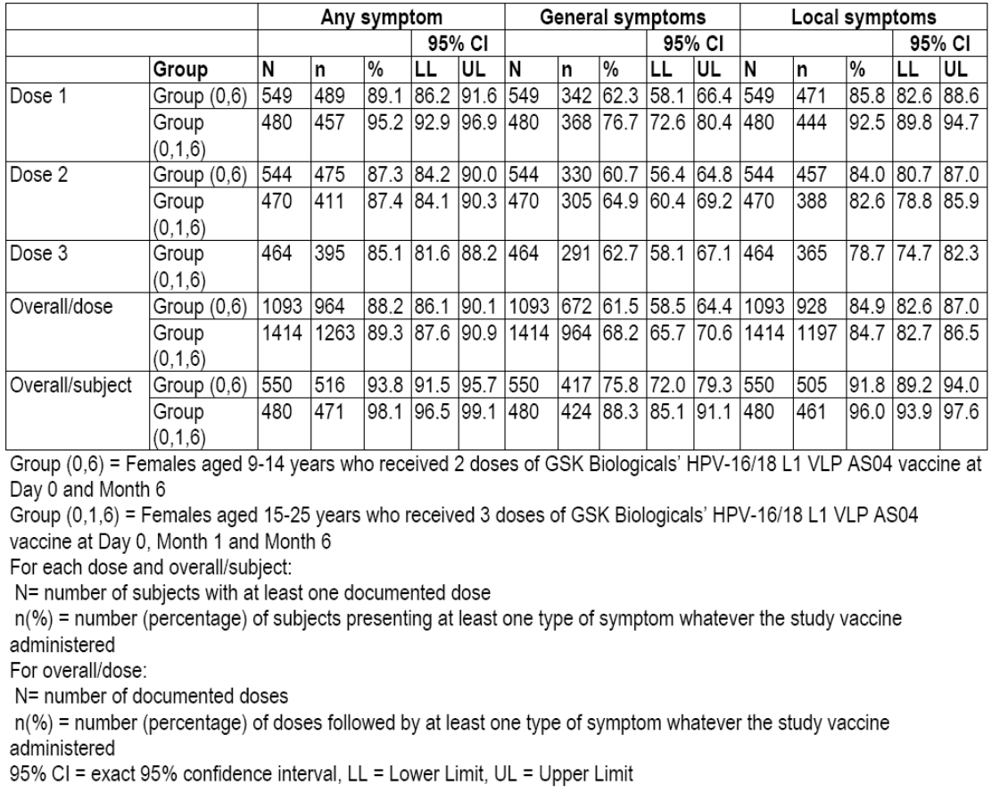 Any symptom General symptoms Local symptoms
95% CI 95% CI 95% CI
Group N n % LL UL N n % LL UL N n % LL UL
Dose 1 Group (0,6) 549 489 89.1 86.2 91.6 549 342 62.3 58.1 66.4 549 471 85.8 82.6 88.6
Group 480 457 95.2 92.9 96.9 480 368 76.7 72.6 80.4 480 444 92.5 89.8 94.7
(0,1,6)
Dose 2 Group (0,6) 544 475 87.3 84.2 90.0 544 330 60.7 56.4 64.8 544 457 84.0 80.7 87.0
Group 470 411 87.4 84.1 90.3 470 305 64.9 60.4 69.2 470 388 82.6 78.8 85.9
(0,1,6)
Dose 3 Group 464 395 85.1 81.6 88.2 464 291 62.7 58.1 67.1 464 365 78.7 74.7 82.3
(0,1,6)
Overall/dose Group (0,6) 1093 964 88.2 86.1 90.1 1093 672 61.5 58.5 64.4 1093 928 84.9 82.6 87.0
Group 1414 1263 89.3 87.6 90.9 1414 964 68.2 65.7 70.6 1414 1197 84.7 82.7 86.5
(0,1,6)
Overall/subject Group (0,6) 550 516 93.8 91.5 95.7 550 417 75.8 72.0 79.3 550 505 91.8 89.2 94.0
Group 480 471 98.1 96.5 99.1 480 424 88.3 85.1 91.1 480 461 96.0 93.9 97.6
(0,1,6)
Group (0,6) = Females aged 9-14 years who received 2 doses of GSK Biologicals’ HPV-16/18 L1 VLP AS04 vaccine at
Day 0 and Month 6
Group (0,1,6) = Females aged 15-25 years who received 3 doses of GSK Biologicals’ HPV-16/18 L1 VLP AS04
vaccine at Day 0, Month 1 and Month 6
For each dose and overall/subject:
N= number of subjects with at least one documented dose
n(%) = number (percentage) of subjects presenting at least one type of symptom whatever the study vaccine
administered
For overall/dose:
N= number of documented doses
n(%) = number (percentage) of doses followed by at least one type of symptom whatever the study vaccine
administered
95% CI = exact 95% confidence interval, LL = Lower Limit, UL = Upper Limit